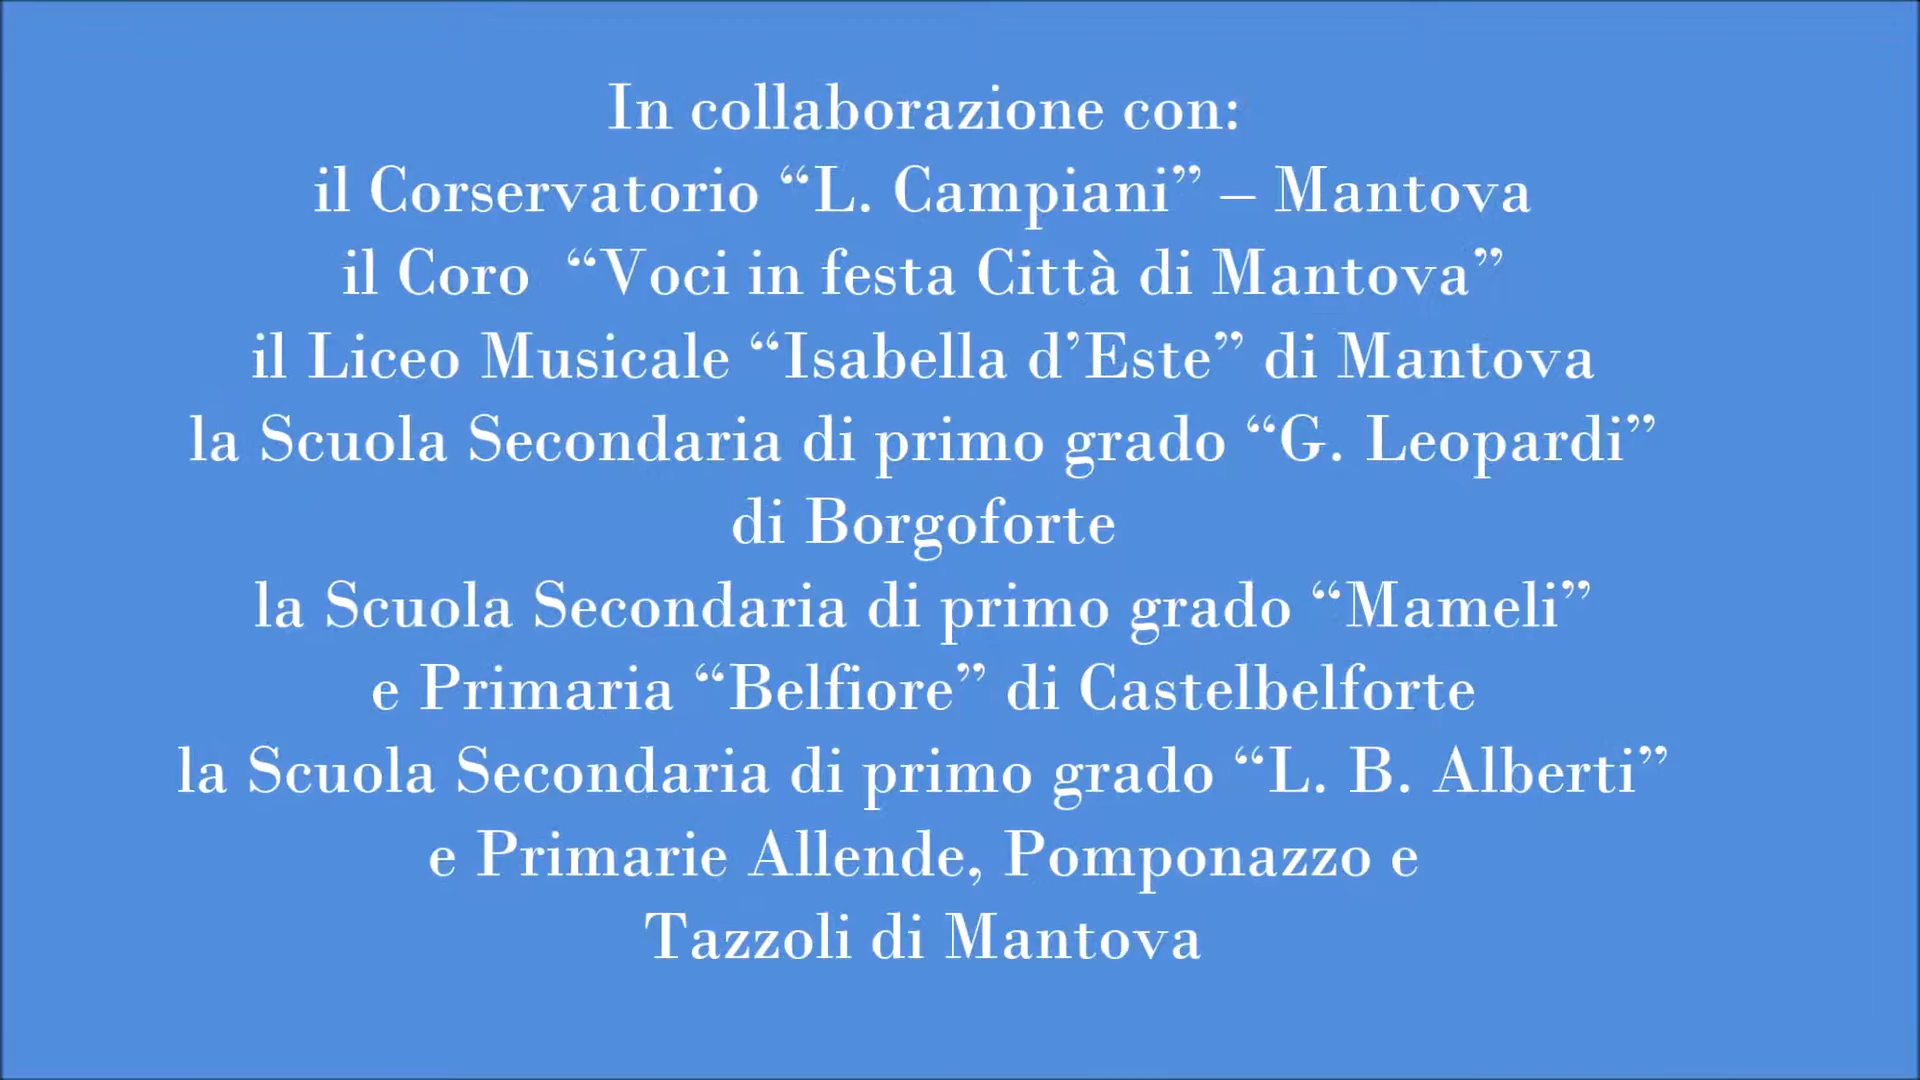 In collaborazione con:
il Corservatorio “L. Campiani” – Mantova
il Coro “Voci in festa Città di Mantova”
il Liceo Musicale “Isabella d’Este” di Mantova
la Scuola Secondaria di primo grado “G. Leopardi”
di Borgoforte
la Scuola Secondaria di primo grado “Mameli”
e Primaria “Belfiore” di Castelbelforte
la Scuola Secondaria di primo grado “L. B. Alberti”
e Primarie Allende, Pomponazzo e
Tazzoli di Mantova